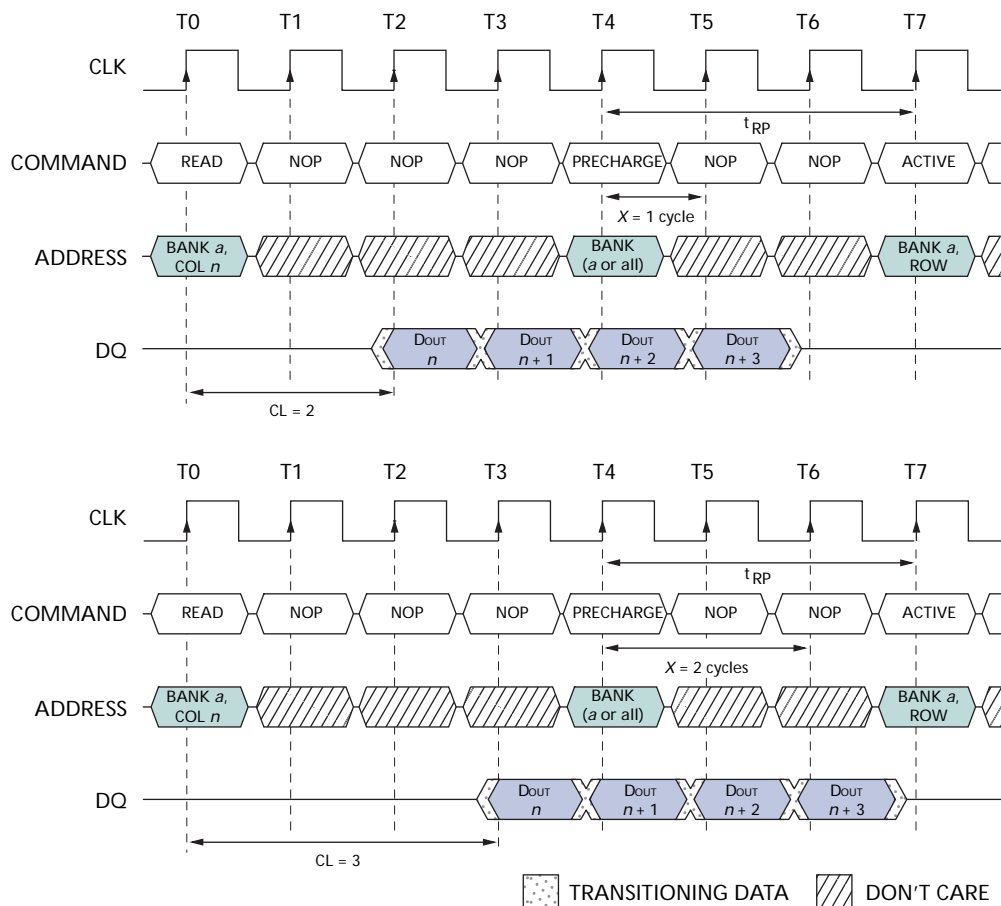 T0 T1 T2 T3 T4 T5 T6 T7
CLK
t RP
COMMAND READ NOP NOP NOP PRECHARGE NOP NOP ACTIVE
X = 1 cycle
ADDRESS BANK a, COL n BANK (a or all) BANK a, ROW
DQ DOUT n DOUT n + 1 DOUT n + 2 DOUT n + 3
CL = 2
T0 T1 T2 T3 T4 T5 T6 T7
CLK
t RP
COMMAND READ NOP NOP NOP PRECHARGE NOP NOP ACTIVE
X = 2 cycles
ADDRESS BANK a, COL n BANK (a or all) BANK a, ROW
DQ DOUT n DOUT n + 1 DOUT n + 2 DOUT n + 3
CL = 3
TRANSITIONING DATA DON'T CARE